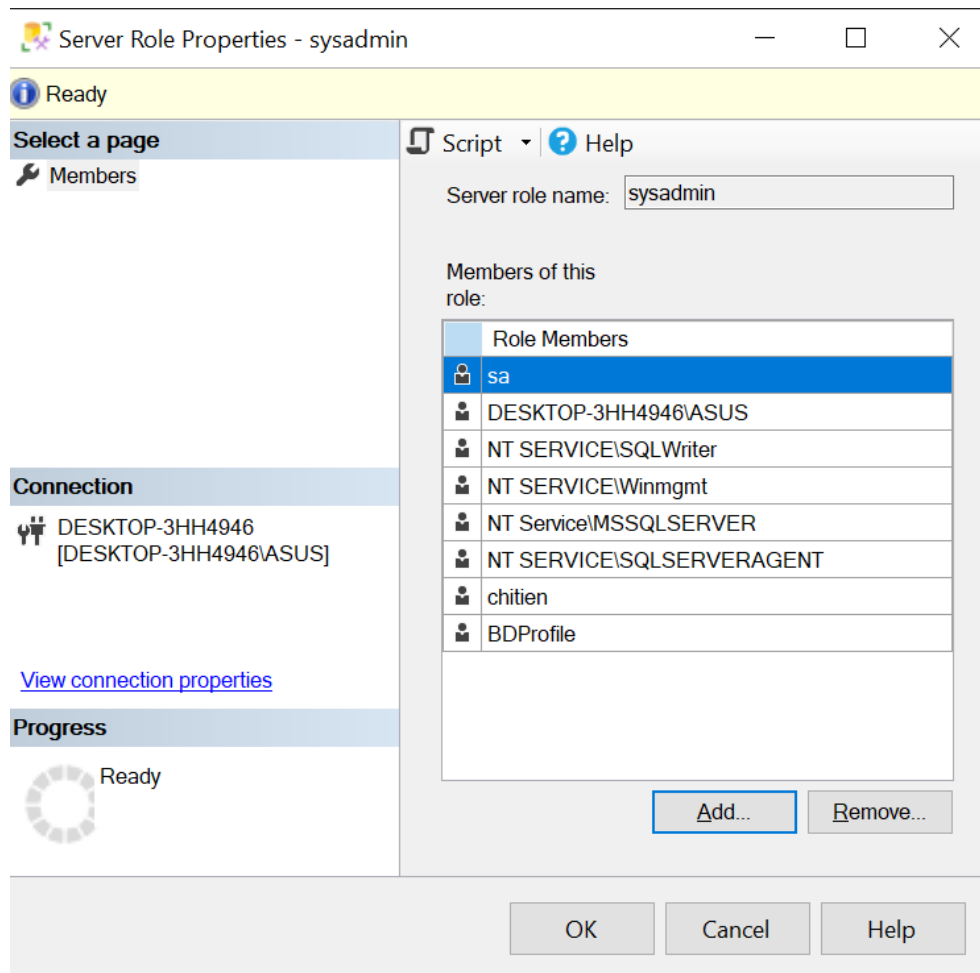 Server Role Properties - sysadmin
Ready
Select a page
Members
Script
Help
Server role name:
sysadmin
Members of this
role:
Role Members
sa
DESKTOP-3HH4946\ASUS
NT SERVICE\SQLWriter
NT SERVICE\Winmgmt
NT Service\MSSQLSERVER
NT SERVICE\SQLSERVERAGENT
chitien
BDProfile
Connection
DESKTOP-3HH4946
[DESKTOP-3HH4946\ASUS]
View connection properties
Progress
Ready
Add...
Remove...
OK
Cancel
Help